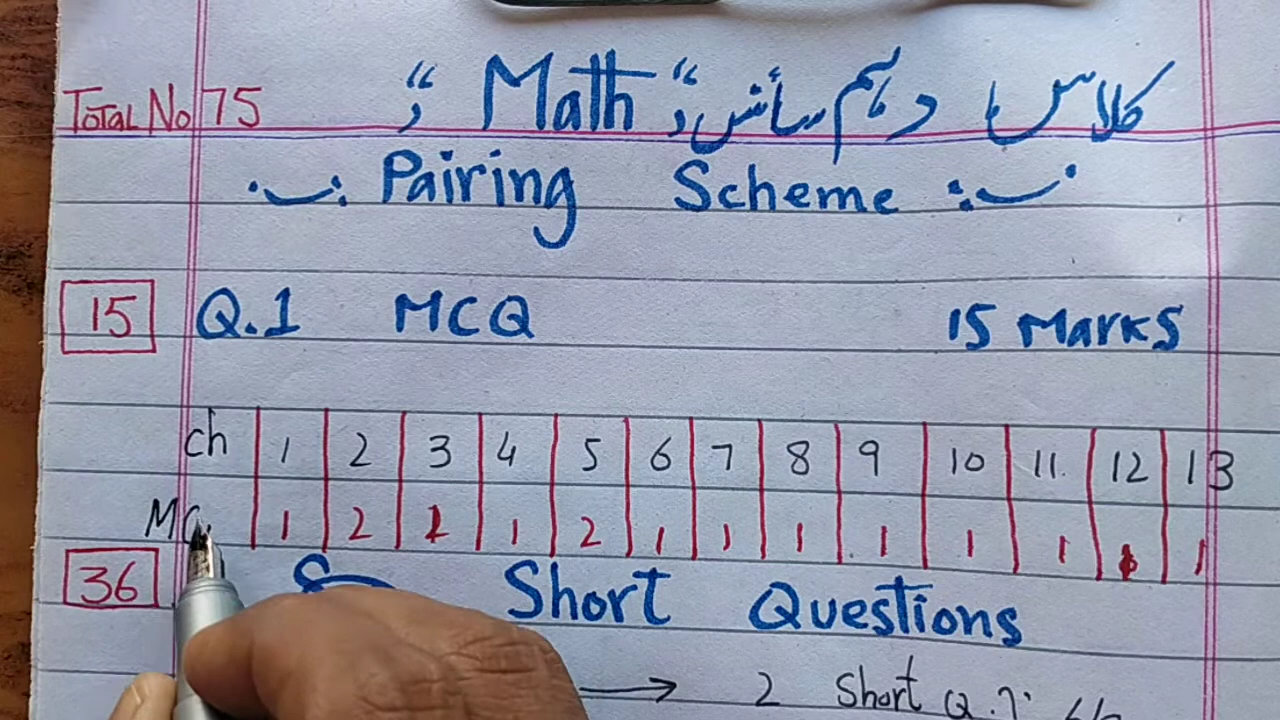 Total No 75 "Math" کلاس دہم سائنس
Pairing Scheme
15 Q.1 MCQ 15 Marks
ch 1 2 3 4 5 6 7 8 9 10 11. 12 13
1 2 1 1 2 1 1 1 1 1 1 1 1
36 Short Questions
2 Short Q.